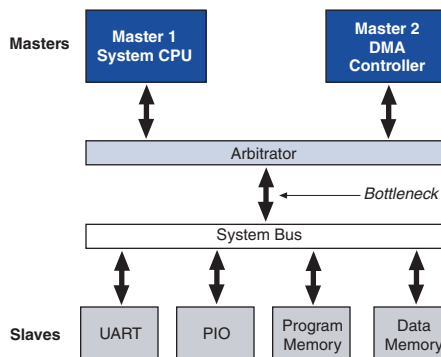 Masters
Master 1
System CPU
Master 2
DMA
Controller
Arbitrator
Bottleneck
System Bus
Slaves
UART
PIO
Program
Memory
Data
Memory